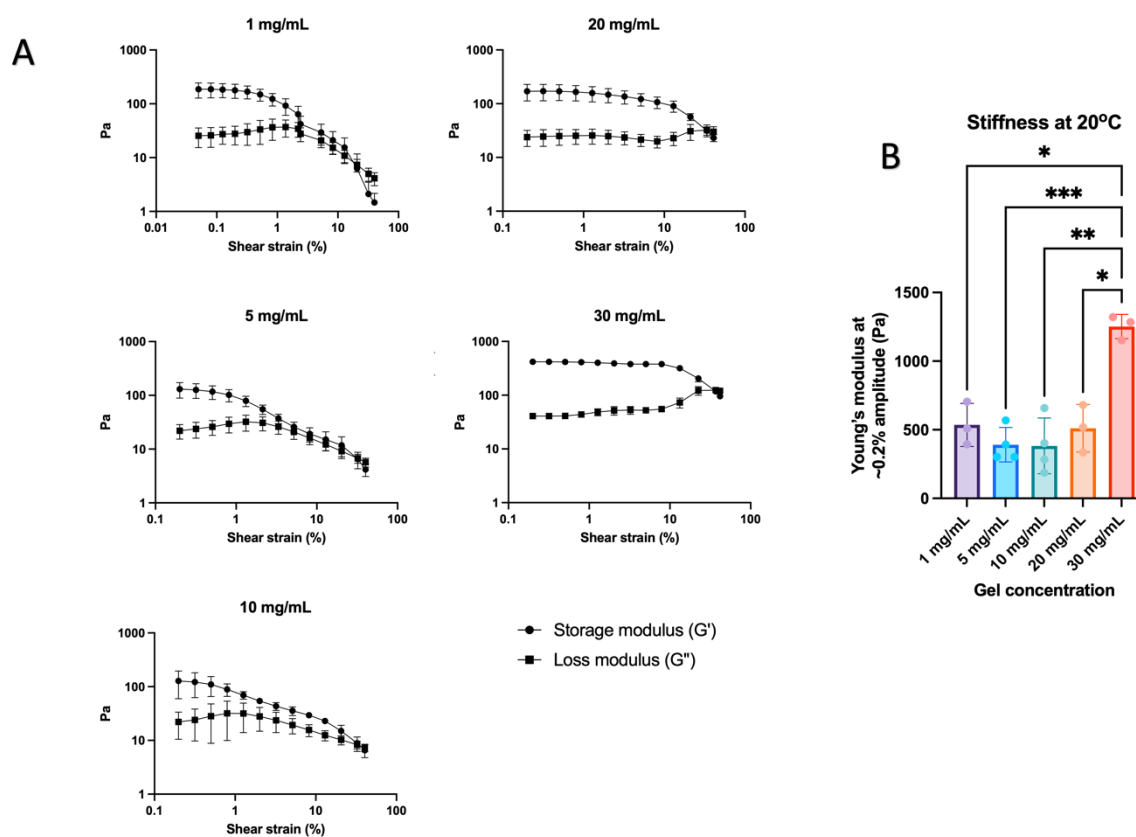 A
1 mg/mL
1000
100
10
1
Pa
0.01
0.1
1
10
100
Shear strain (%)
20 mg/mL
1000
100
10
1
Pa
0.1
1
10
100
Shear strain (%)
5 mg/mL
1000
100
10
1
Pa
0.1
1
10
100
Shear strain (%)
30 mg/mL
1000
100
10
1
Pa
0.1
1
10
100
Shear strain (%)
10 mg/mL
1000
100
10
1
Pa
0.1
1
10
100
Shear strain (%)
Storage modulus (G')
Loss modulus (G'')
B
Stiffness at 20ºC
*
***
**
*
1500
1000
500
0
Young's modulus at
~0.2% amplitude (Pa)
1 mg/mL
5 mg/mL
10 mg/mL
20 mg/mL
30 mg/mL
Gel concentration